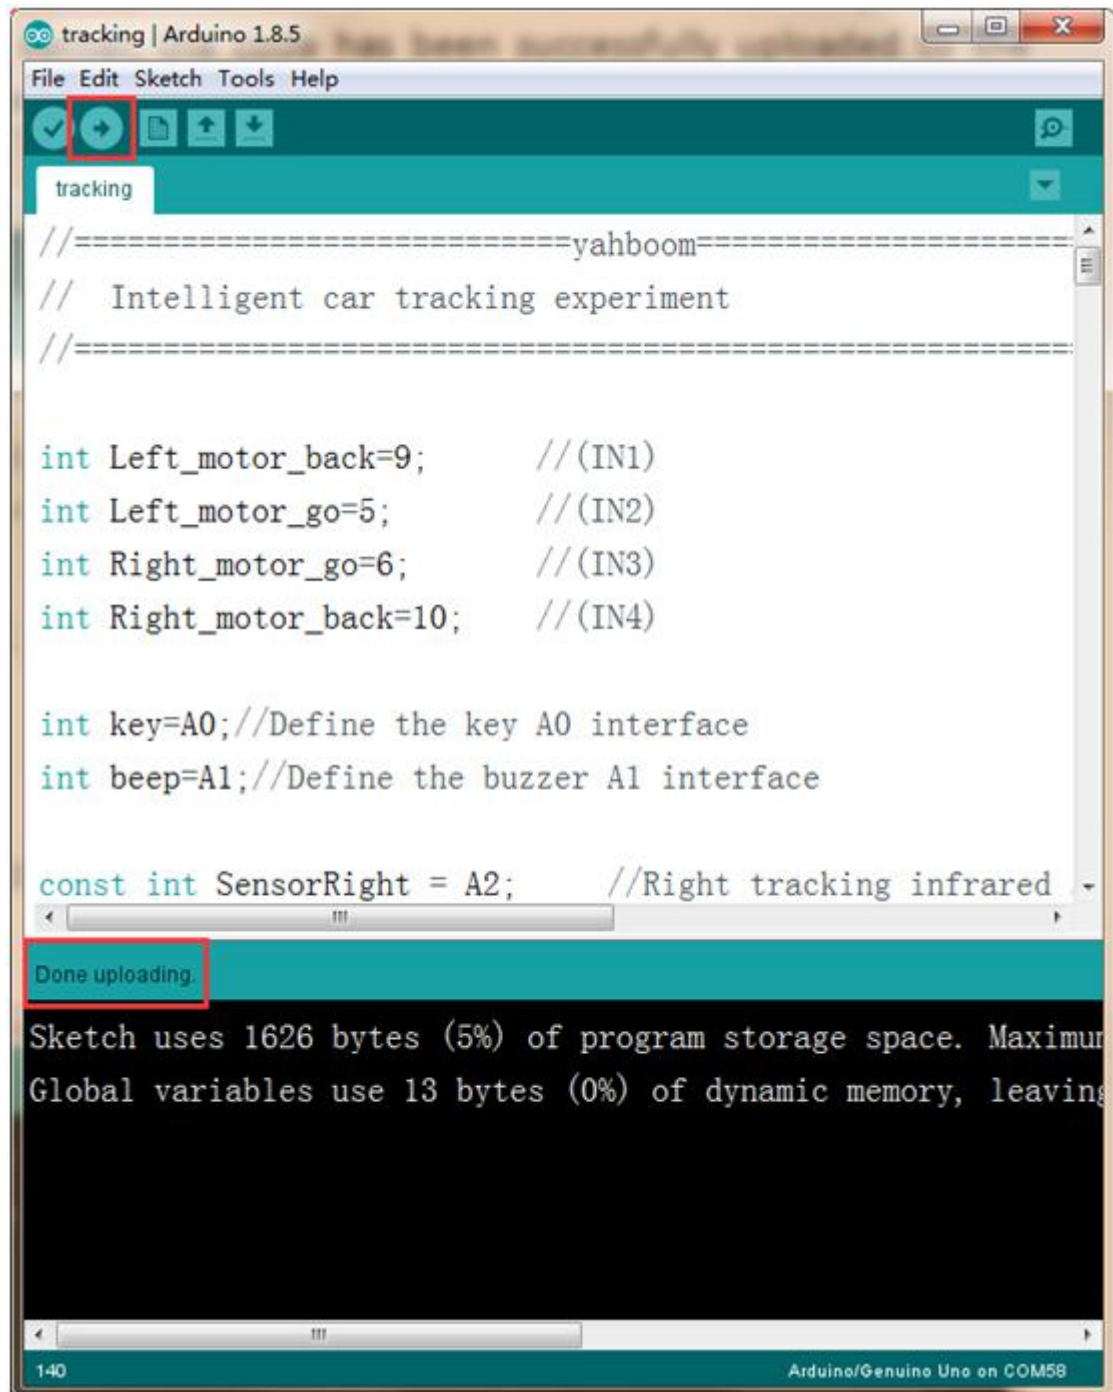 tracking | Arduino 1.8.5
has been successfully uploaded
File Edit Sketch Tools Help
tracking
//============================yahboom=====================
//  Intelligent car tracking experiment
//========================================================
int Left_motor_back=9;      //(IN1)
int Left_motor_go=5;        //(IN2)
int Right_motor_go=6;       //(IN3)
int Right_motor_back=10;    //(IN4)
int key=A0;//Define the key A0 interface
int beep=A1;//Define the buzzer A1 interface
const int SensorRight = A2;     //Right tracking infrared
Done uploading.
Sketch uses 1626 bytes (5%) of program storage space. Maximum
Global variables use 13 bytes (0%) of dynamic memory, leaving
140
Arduino/Genuino Uno on COM58